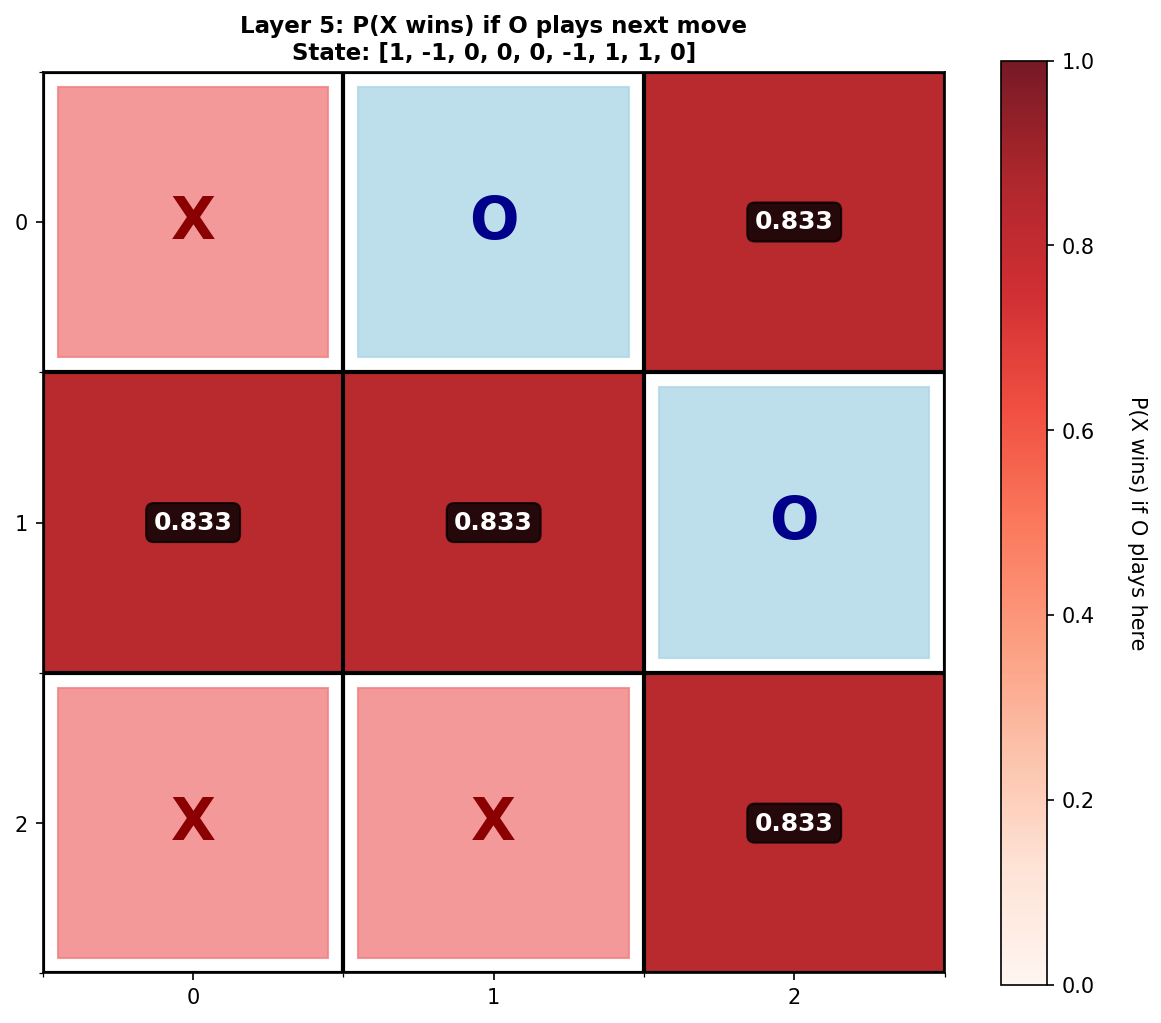 Layer 5: P(X wins) if O plays next move
State: [1, -1, 0, 0, 0, -1, 1, 1, 0]
0
X
O
0.833
1
0.833
0.833
O
2
X
X
0.833
0
1
2
1.0
0.8
0.6
0.4
0.2
0.0
P(X wins) if O plays here